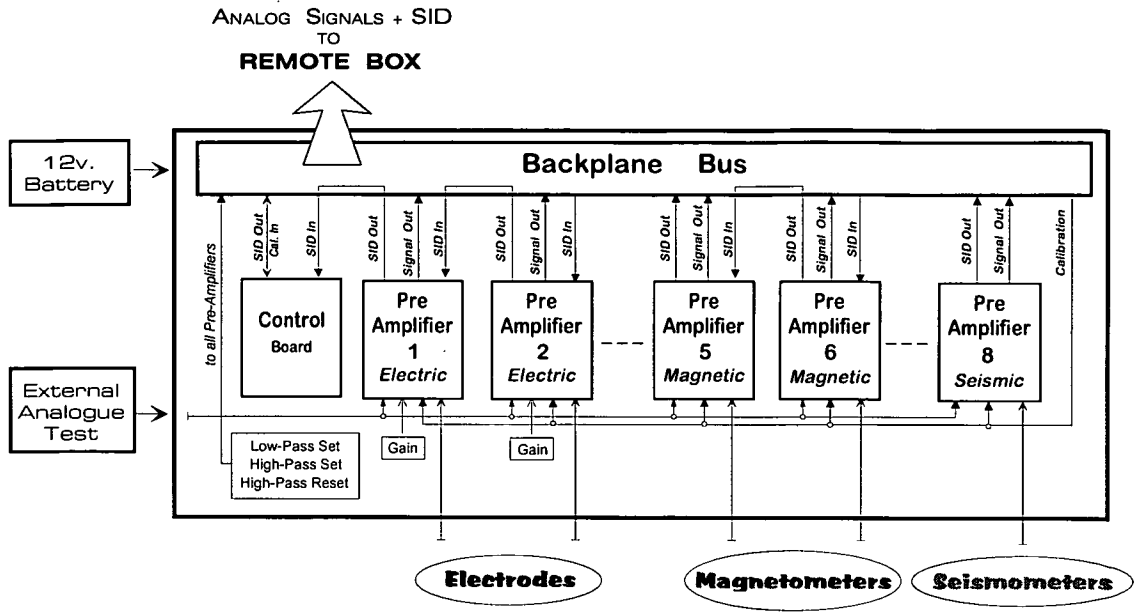 ANALOG SIGNALS + SID
TO
REMOTE BOX
12v.
Battery
Backplane Bus
to all Pre-Amplifiers
SID Out
Cal. In
SID In
SID Out
Signal Out
SID In
SID Out
Signal Out
SID In
SID Out
Signal Out
SID In
SID Out
Signal Out
SID In
SID Out
Signal Out
Calibration
Control
Board
Pre
Amplifier
1
Electric
Pre
Amplifier
2
Electric
Pre
Amplifier
5
Magnetic
Pre
Amplifier
6
Magnetic
Pre
Amplifier
8
Seismic
External
Analogue
Test
Low-Pass Set
High-Pass Set
High-Pass Reset
Gain
Gain
Electrodes
Magnetometers
Seismometers